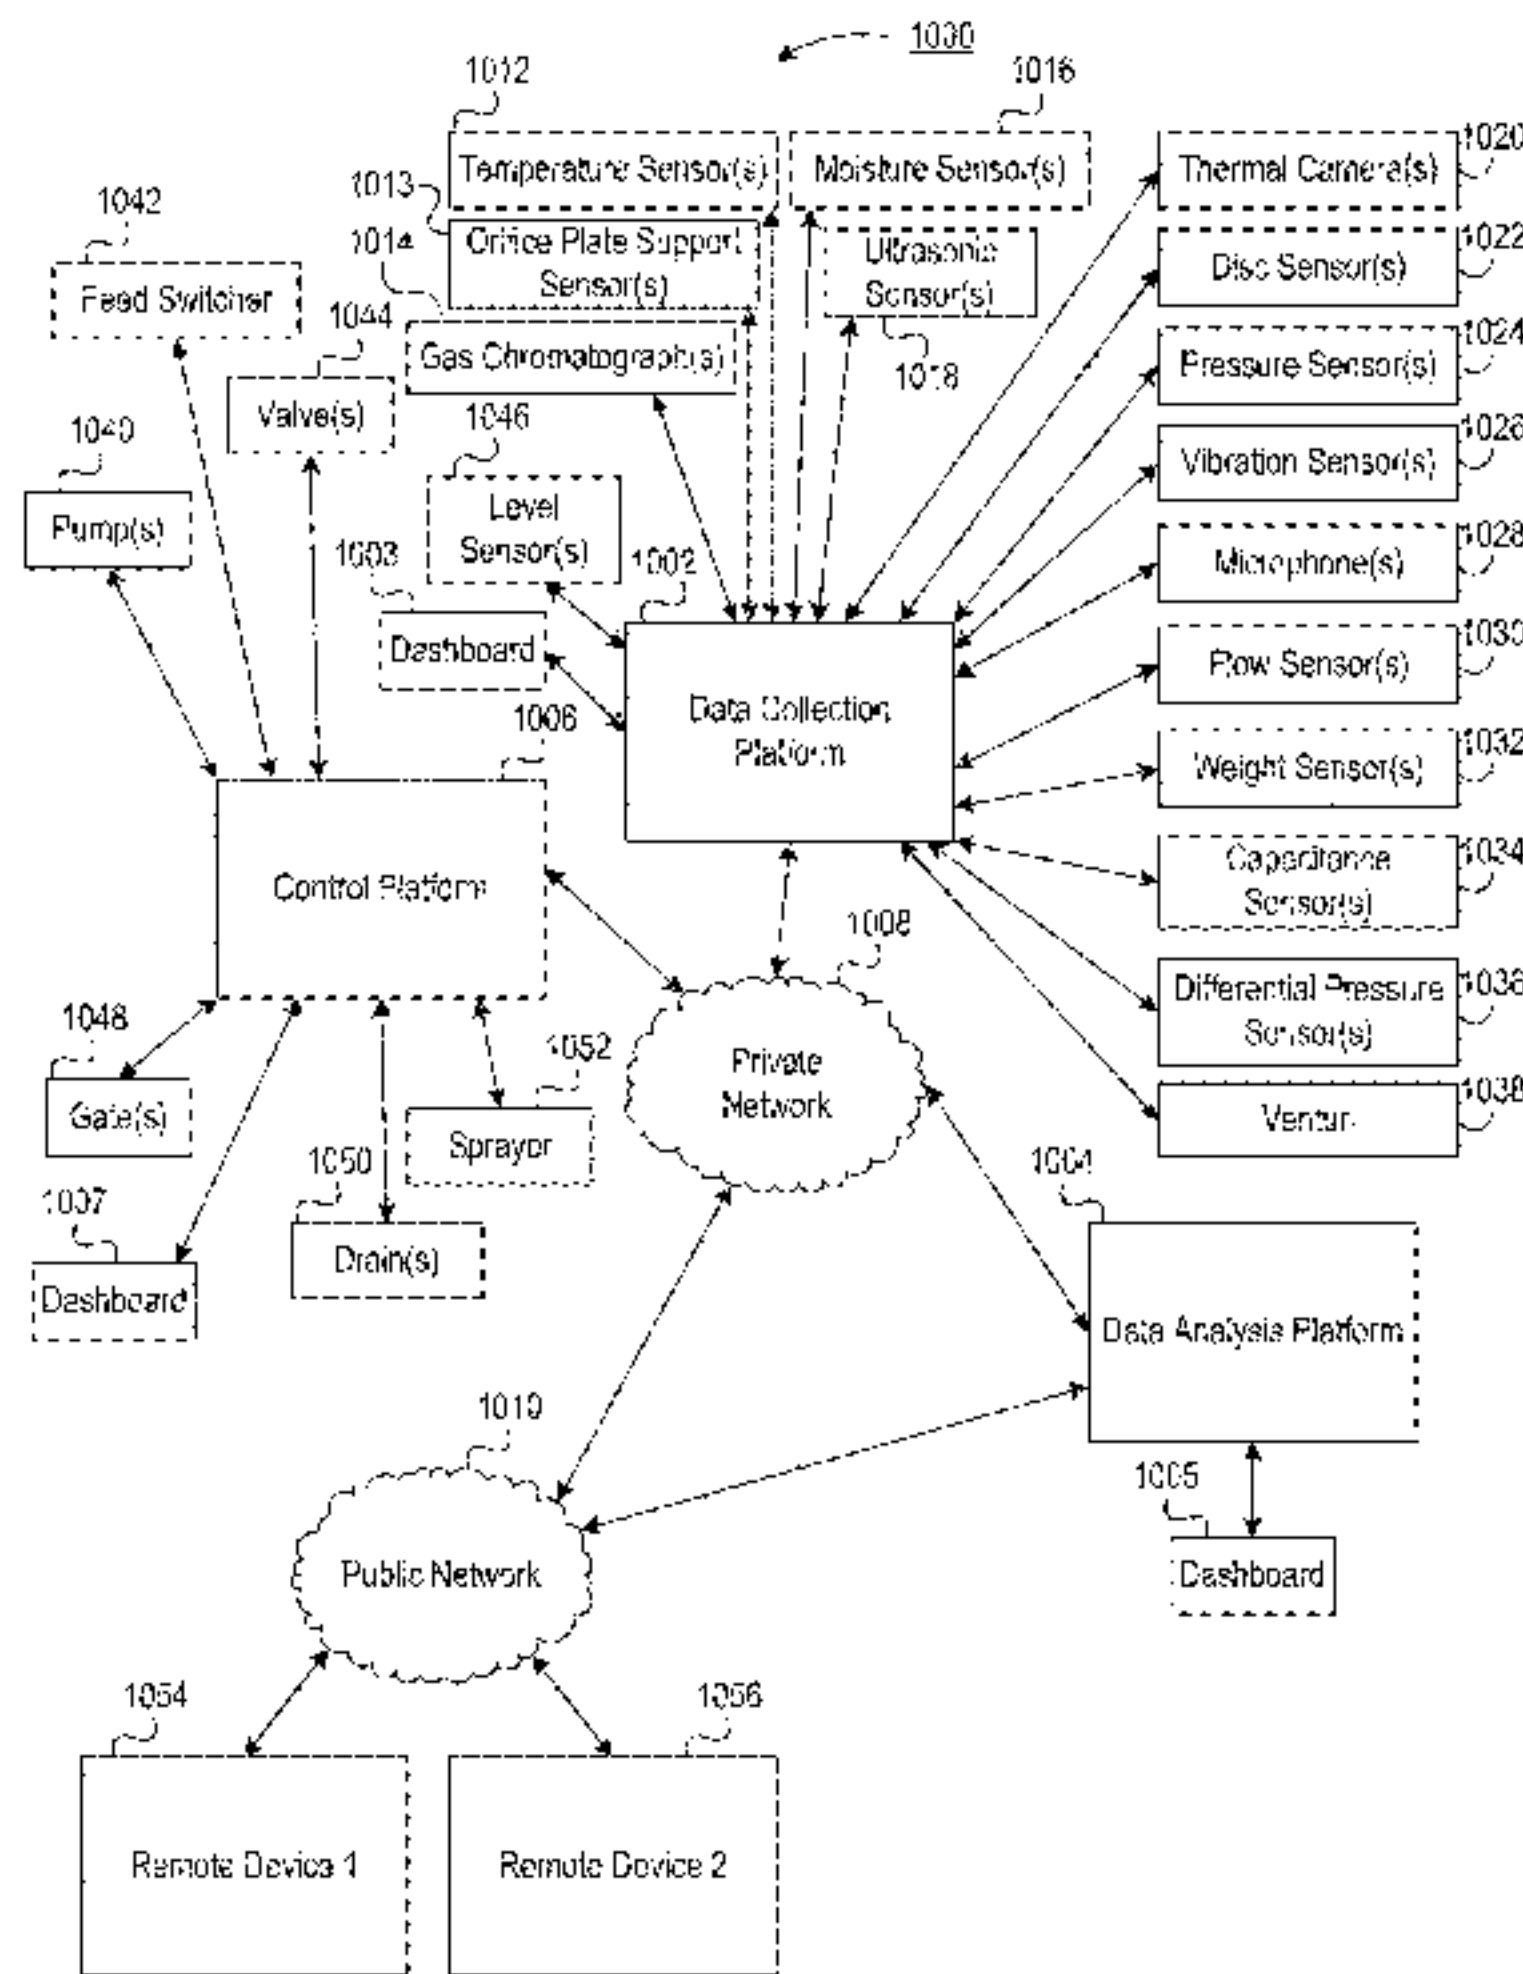 1000
1012
1016
Temperature Sensor(s)
Moisture Sensor(s)
Thermal Camera(s)
1020
1013
Orifice Plate Support
Sensor(s)
Ultrasonic
Sensor(s)
1018
Disc Sensor(s)
1022
1042
Feed Switcher
1014
Gas Chromatograph(s)
Pressure Sensor(s)
1024
1044
Valve(s)
1046
Level
Sensor(s)
Vibration Sensor(s)
1026
1040
Pump(s)
Microphone(s)
1028
1003
Dashboard
1002
Data Collection
Platform
Flow Sensor(s)
1030
1006
Control Platform
Weight Sensor(s)
1032
Capacitance
Sensor(s)
1034
1008
Private
Network
Differential Pressure
Sensor(s)
1036
1048
Gate(s)
1052
Sprayer
Ventur
1038
1007
Dashboard
1050
Drain(s)
1004
Data Analysis Platform
1010
Public Network
1005
Dashboard
1054
Remote Device 1
1056
Remote Device 2